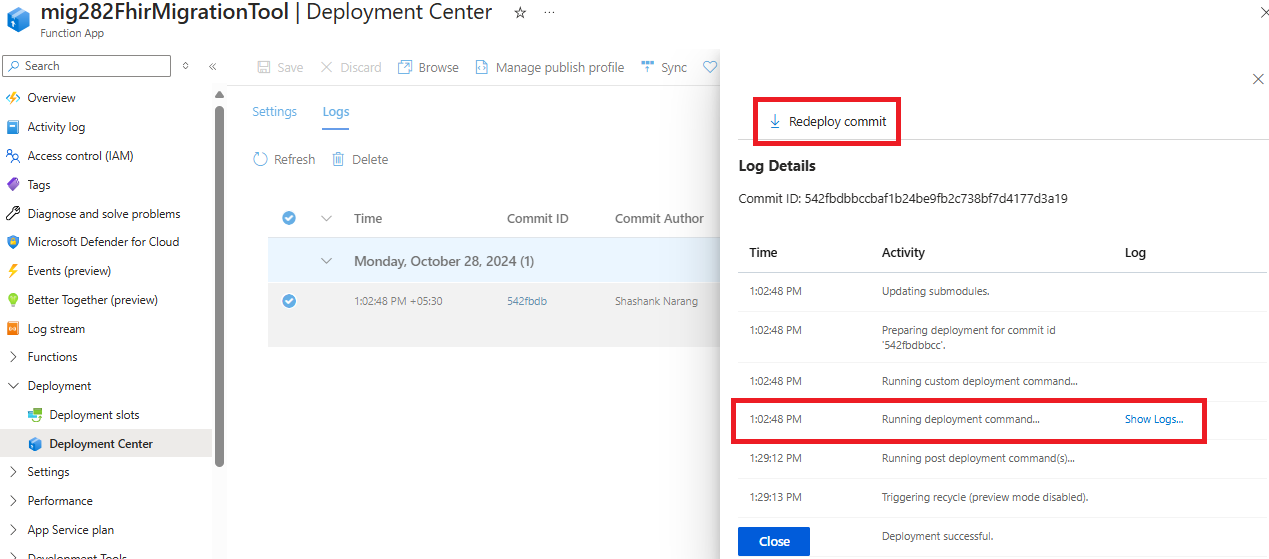 mig282FhirMigrationTool | Deployment Center
Function App
Search
Overview
Activity log
Access control (IAM)
Tags
Diagnose and solve problems
Microsoft Defender for Cloud
Events (preview)
Better Together (preview)
Log stream
Functions
Deployment
Deployment slots
Deployment Center
Settings
Performance
App Service plan
Development Tools
Save Discard Browse Manage publish profile Sync
Settings Logs
Refresh Delete
Time Commit ID Commit Author
Monday, October 28, 2024 (1)
1:02:48 PM +05:30 542fbdb Shashank Narang
Redeploy commit
Log Details
Commit ID: 542fbdbbccbaf1b24be9fb2c738bf7d4177d3a19
Time Activity Log
1:02:48 PM Updating submodules.
1:02:48 PM Preparing deployment for commit id
'542fbdbbcc'.
1:02:48 PM Running custom deployment command...
1:02:48 PM Running deployment command... Show Logs...
1:29:12 PM Running post deployment command(s)...
1:29:13 PM Triggering recycle (preview mode disabled).
Deployment successful.
Close